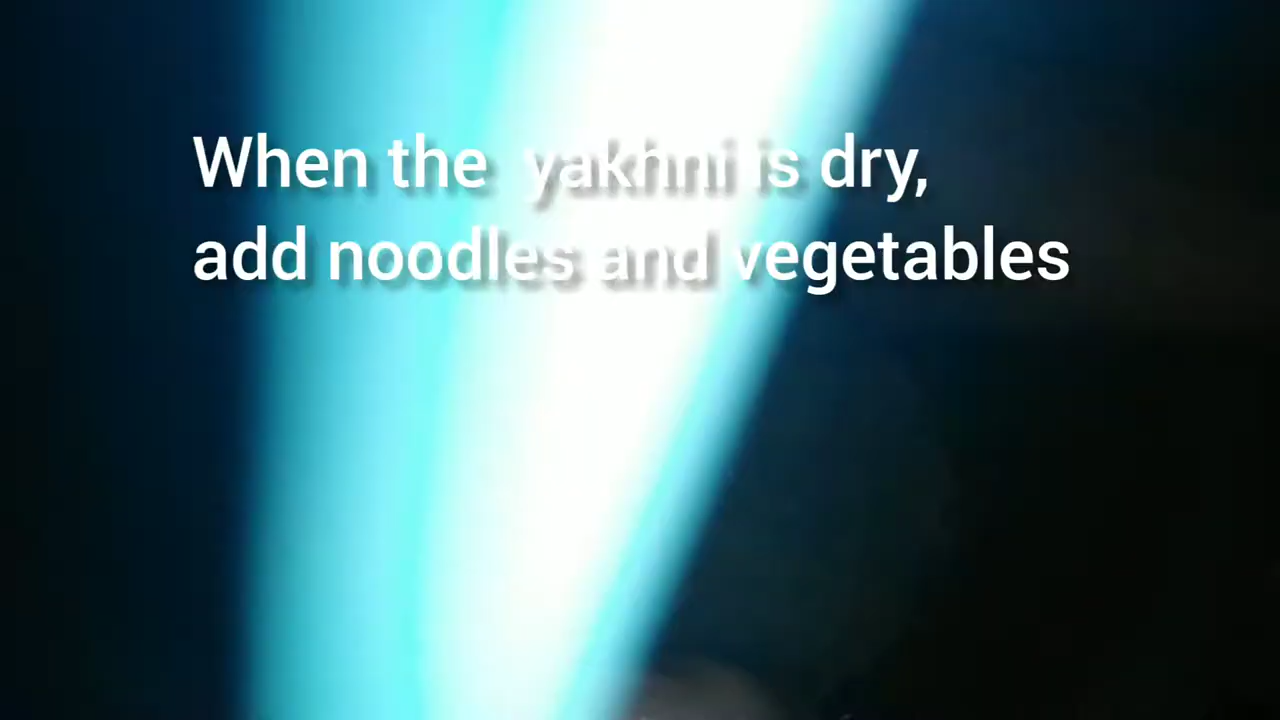 When the yakhni is dry,
add noodles and vegetables